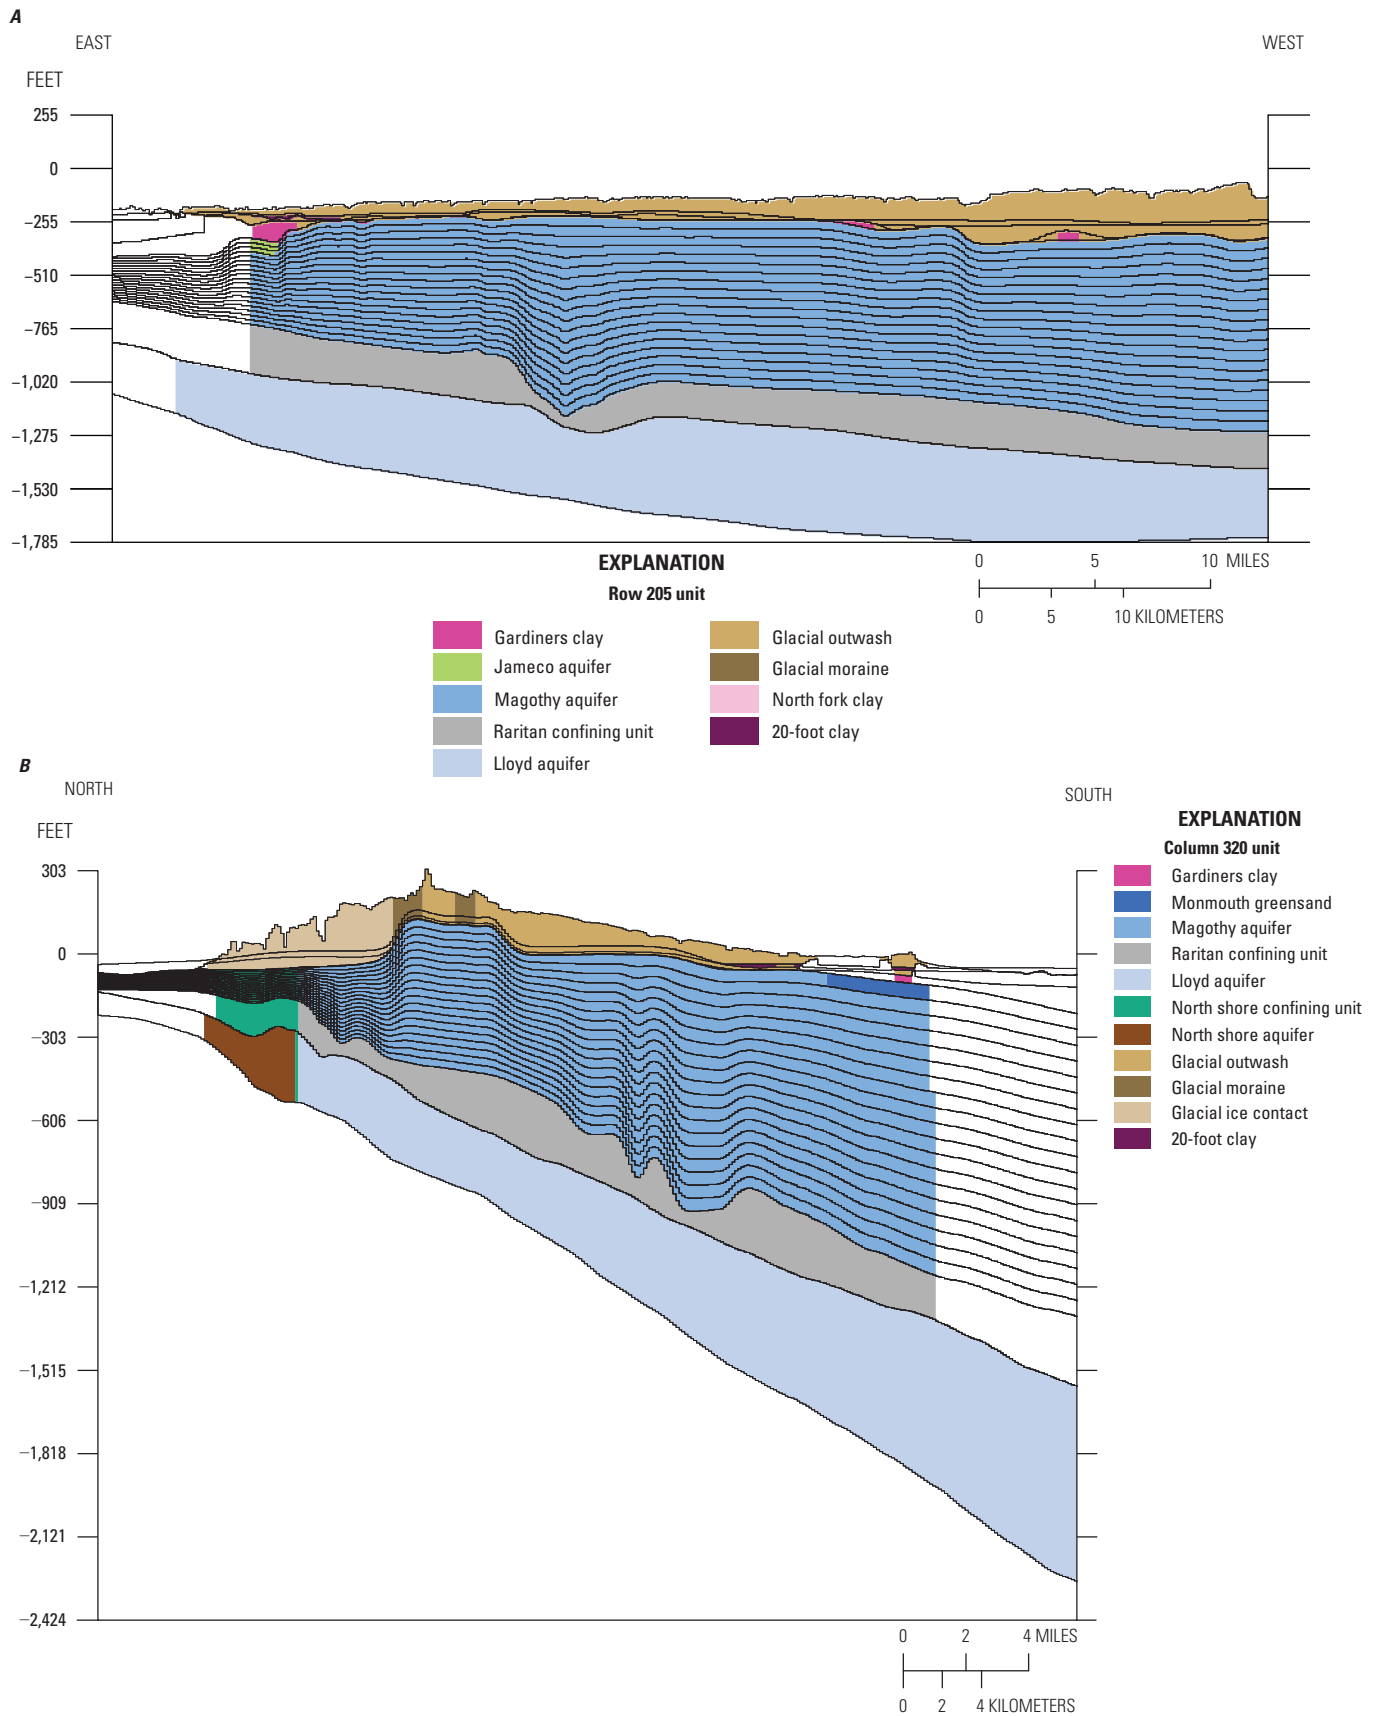 A
EAST
WEST
FEET
255
0
−255
−510
−765
−1,020
−1,275
−1,530
−1,785
0 5 10 MILES
0 5 10 KILOMETERS
EXPLANATION
Row 205 unit
Gardiners clay
Jameco aquifer
Magothy aquifer
Raritan confining unit
Lloyd aquifer
Glacial outwash
Glacial moraine
North fork clay
20-foot clay
B
NORTH
SOUTH
FEET
303
0
−303
−606
−909
−1,212
−1,515
−1,818
−2,121
−2,424
EXPLANATION
Column 320 unit
Gardiners clay
Monmouth greensand
Magothy aquifer
Raritan confining unit
Lloyd aquifer
North shore confining unit
North shore aquifer
Glacial outwash
Glacial moraine
Glacial ice contact
20-foot clay
0 2 4 MILES
0 2 4 KILOMETERS